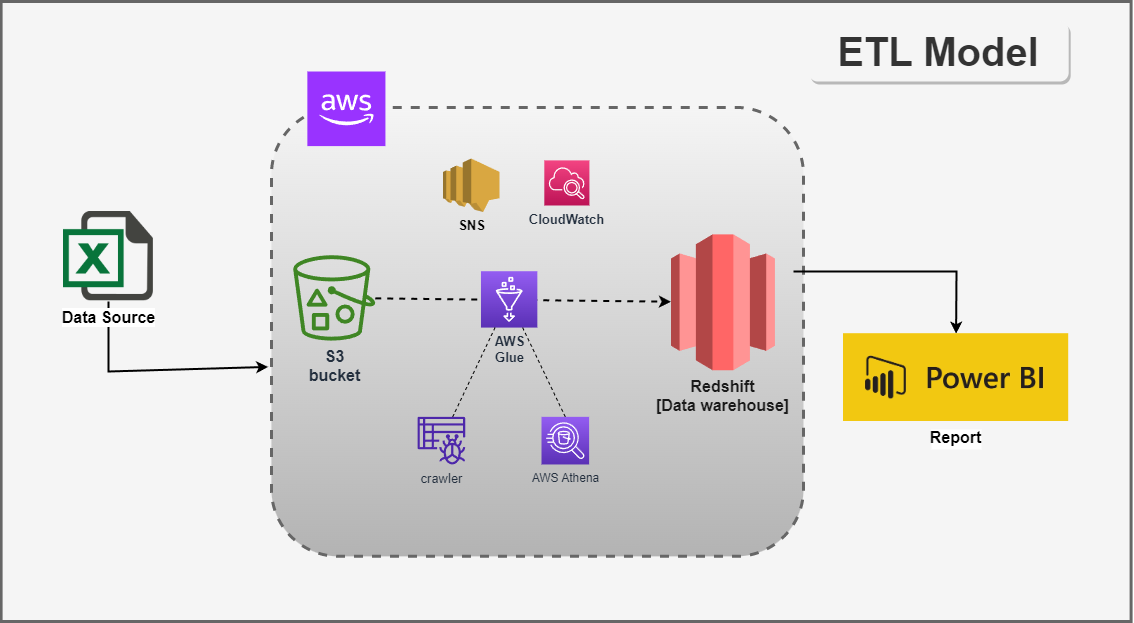 ETL Model
aws
SNS
CloudWatch
Data Source
S3
bucket
AWS
Glue
Redshift
[Data warehouse]
Power BI
Report
crawler
AWS Athena